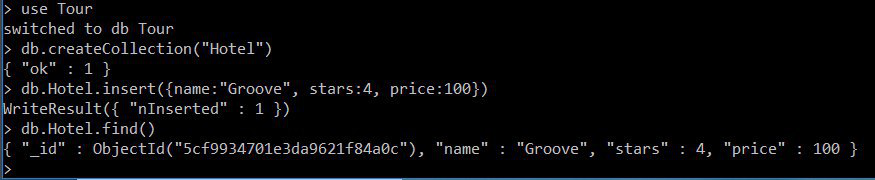 > use Tour
switched to db Tour
> db.createCollection("Hotel")
{ "ok" : 1 }
> db.Hotel.insert({name:"Groove", stars:4, price:100})
WriteResult({ "nInserted" : 1 })
> db.Hotel.find()
{ "_id" : ObjectId("5cf9934701e3da9621f84a0c"), "name" : "Groove", "stars" : 4, "price" : 100 }
>